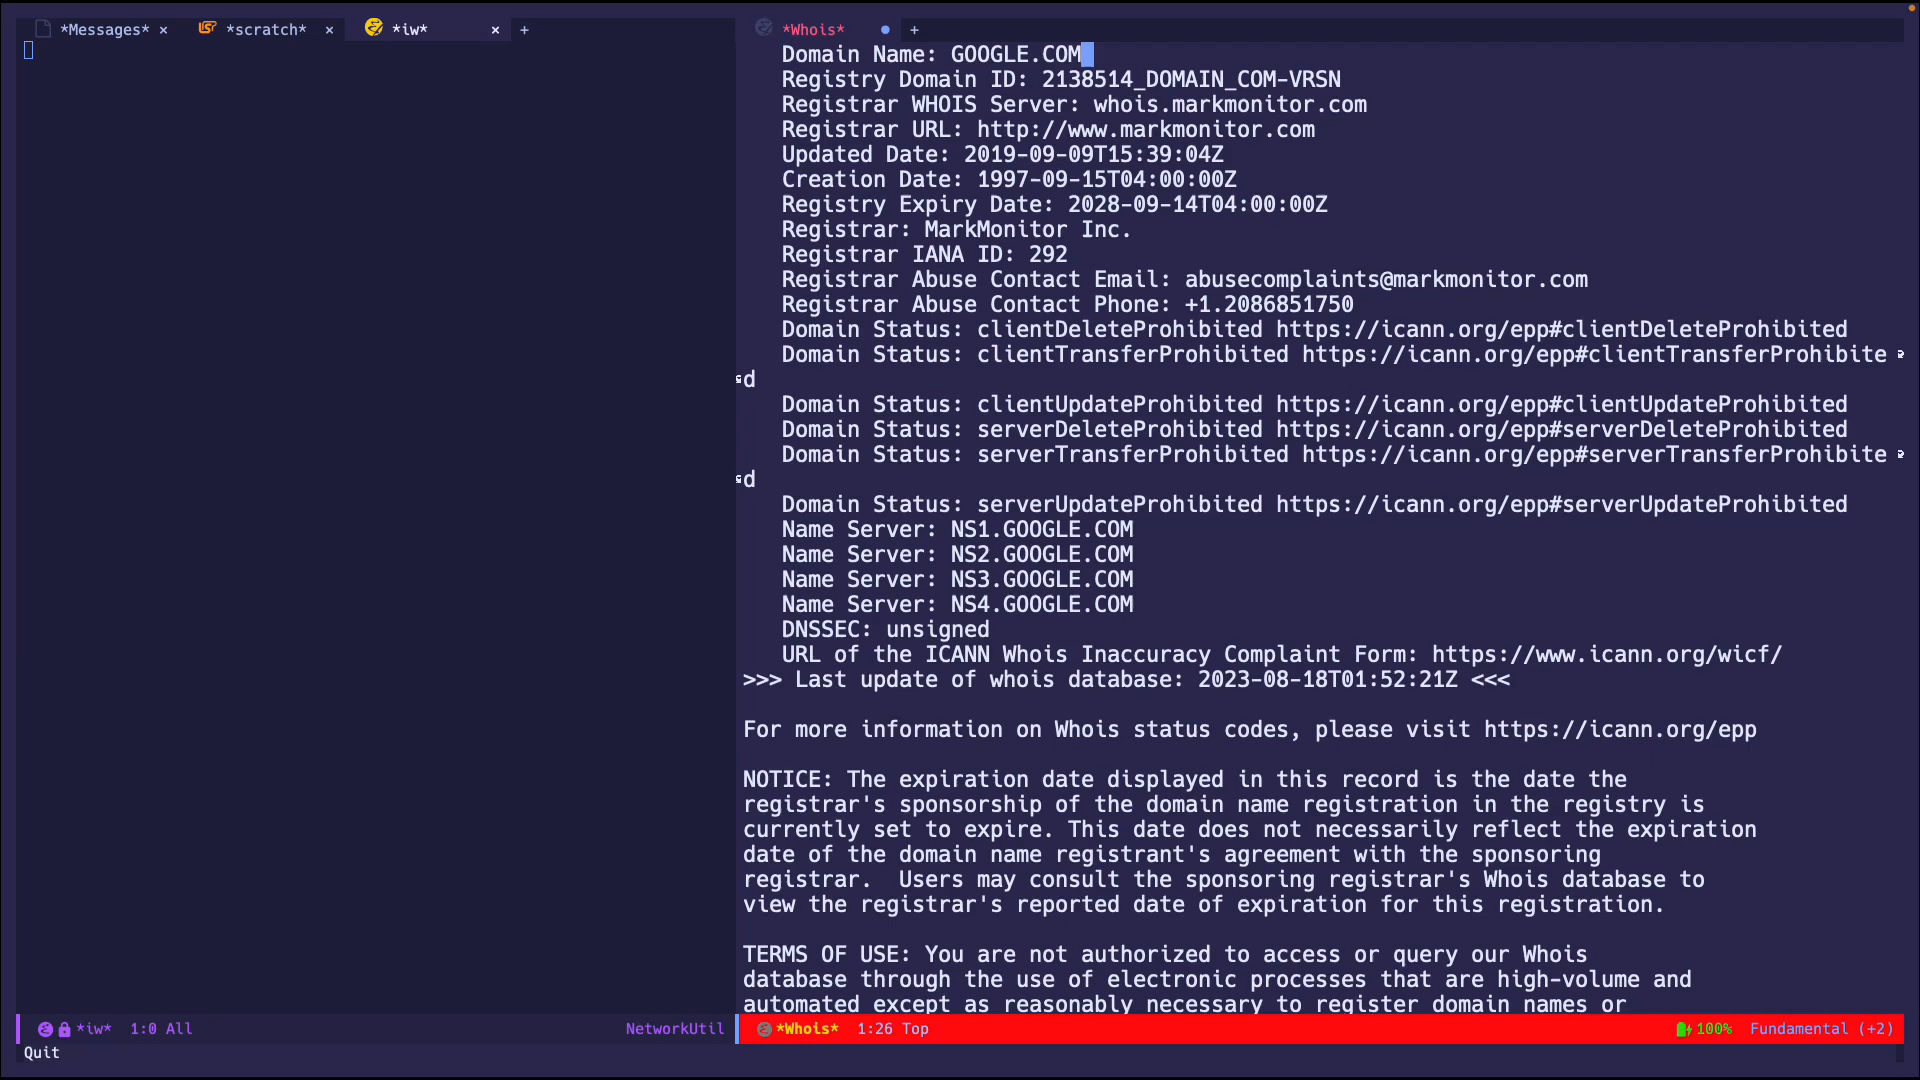 *Messages* × *scratch* × *iw* × +
*Whois* +
Domain Name: GOOGLE.COM
Registry Domain ID: 2138514_DOMAIN_COM-VRSN
Registrar WHOIS Server: whois.markmonitor.com
Registrar URL: http://www.markmonitor.com
Updated Date: 2019-09-09T15:39:04Z
Creation Date: 1997-09-15T04:00:00Z
Registry Expiry Date: 2028-09-14T04:00:00Z
Registrar: MarkMonitor Inc.
Registrar IANA ID: 292
Registrar Abuse Contact Email: abusecomplaints@markmonitor.com
Registrar Abuse Contact Phone: +1.2086851750
Domain Status: clientDeleteProhibited https://icann.org/epp#clientDeleteProhibited
Domain Status: clientTransferProhibited https://icann.org/epp#clientTransferProhibite
d
Domain Status: clientUpdateProhibited https://icann.org/epp#clientUpdateProhibited
Domain Status: serverDeleteProhibited https://icann.org/epp#serverDeleteProhibited
Domain Status: serverTransferProhibited https://icann.org/epp#serverTransferProhibite
d
Domain Status: serverUpdateProhibited https://icann.org/epp#serverUpdateProhibited
Name Server: NS1.GOOGLE.COM
Name Server: NS2.GOOGLE.COM
Name Server: NS3.GOOGLE.COM
Name Server: NS4.GOOGLE.COM
DNSSEC: unsigned
URL of the ICANN Whois Inaccuracy Complaint Form: https://www.icann.org/wicf/
>>> Last update of whois database: 2023-08-18T01:52:21Z <<<
For more information on Whois status codes, please visit https://icann.org/epp
NOTICE: The expiration date displayed in this record is the date the
registrar's sponsorship of the domain name registration in the registry is
currently set to expire. This date does not necessarily reflect the expiration
date of the domain name registrant's agreement with the sponsoring
registrar.  Users may consult the sponsoring registrar's Whois database to
view the registrar's reported date of expiration for this registration.
TERMS OF USE: You are not authorized to access or query our Whois
database through the use of electronic processes that are high-volume and
automated except as reasonably necessary to register domain names or
*iw* 1:0 All NetworkUtil
*Whois* 1:26 Top 100% Fundamental (+2)
Quit